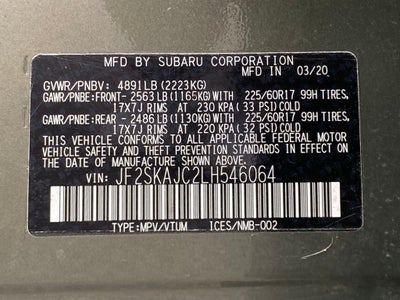 MFD BY SUBARU CORPORATION
MFD IN 03/20
GVWR/PNBV: 4891LB (2223KG)
GAWR/PNBE:FRONT- 2563LB (1165KG)WITH 225/60R17 99H TIRES,
17X7J RIMS AT 230 KPA (33 PSI) COLD
GAWR/PNBE:REAR - 2486LB (1130KG)WITH 225/60R17 99H TIRES,
17X7J RIMS AT 220 KPA (32 PSI) COLD
THIS VEHICLE CONFORMS TO ALL APPLICABLE FEDERAL MOTOR
VEHICLE SAFETY AND THEFT PREVENTION STANDARDS IN EFFECT
ON THE DATE OF MANUFACTURE SHOWN ABOVE.
VIN: JF2SKAJC2LH546064
TYPE:MPV/VTUM ICES/NMB-002